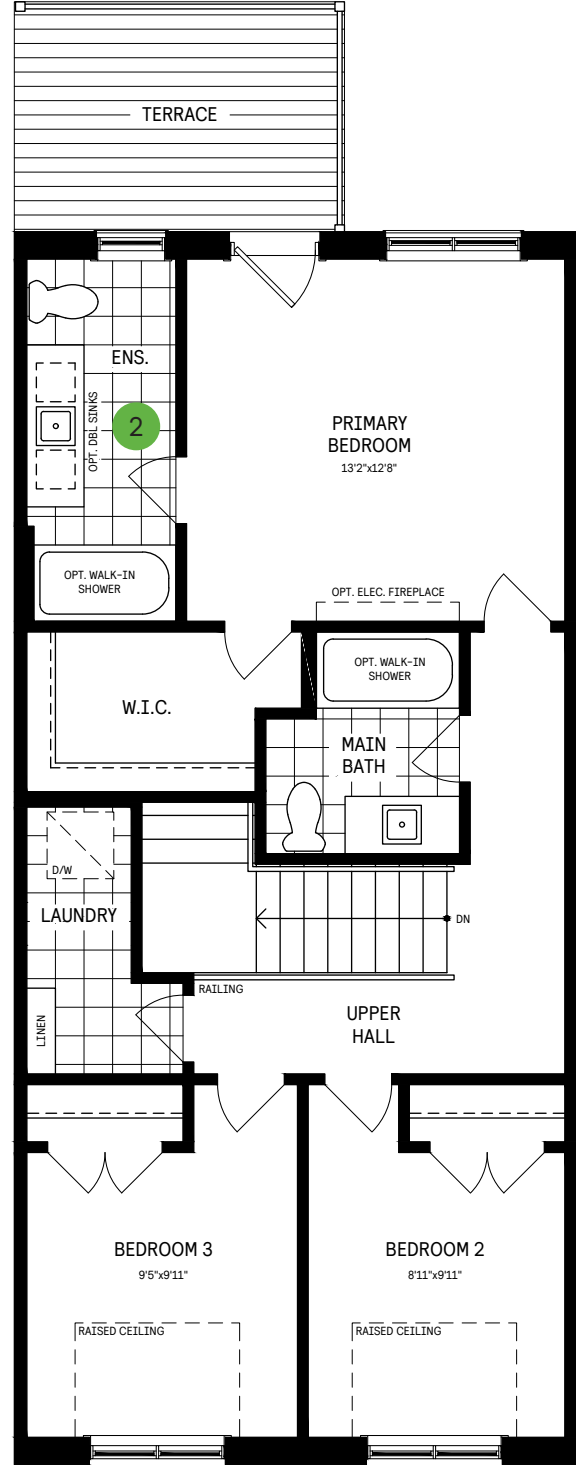 TERRACE
ENS.
OPT. DBL SINKS
2
PRIMARY
BEDROOM
13'2"x12'8"
OPT. WALK-IN
SHOWER
OPT. ELEC. FIREPLACE
W.I.C.
OPT. WALK-IN
SHOWER
MAIN
BATH
D/W
LAUNDRY
DN
LINEN
RAILING
UPPER
HALL
BEDROOM 3
9'5"x9'11"
BEDROOM 2
8'11"x9'11"
RAISED CEILING
RAISED CEILING